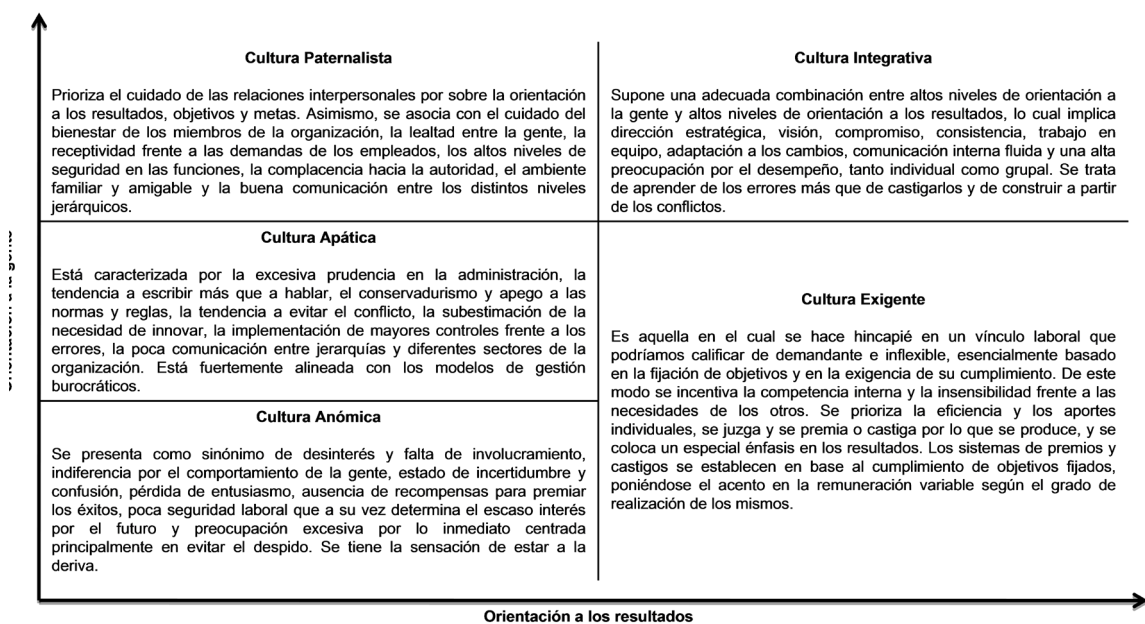 Cultura Paternalista
Prioriza el cuidado de las relaciones interpersonales por sobre la orientación
a los resultados, objetivos y metas. Asimismo, se asocia con el cuidado del
bienestar de los miembros de la organización, la lealtad entre la gente, la
receptividad frente a las demandas de los empleados, los altos niveles de
seguridad en las funciones, la complacencia hacia la autoridad, el ambiente
familiar y amigable y la buena comunicación entre los distintos niveles
jerárquicos.
Cultura Integrativa
Supone una adecuada combinación entre altos niveles de orientación a
la gente y altos niveles de orientación a los resultados, lo cual implica
dirección estratégica, visión, compromiso, consistencia, trabajo en
equipo, adaptación a los cambios, comunicación interna fluida y una alta
preocupación por el desempeño, tanto individual como grupal. Se trata
de aprender de los errores más que de castigarlos y de construir a partir
de los conflictos.
Cultura Apática
Está caracterizada por la excesiva prudencia en la administración, la
tendencia a escribir más que a hablar, el conservadurismo y apego a las
normas y reglas, la tendencia a evitar el conflicto, la subestimación de la
necesidad de innovar, la implementación de mayores controles frente a los
errores, la poca comunicación entre jerarquías y diferentes sectores de la
organización. Está fuertemente alineada con los modelos de gestión
burocráticos.
Cultura Exigente
Es aquella en el cual se hace hincapié en un vínculo laboral que
podríamos calificar de demandante e inflexible, esencialmente basado
en la fijación de objetivos y en la exigencia de su cumplimiento. De este
modo se incentiva la competencia interna y la insensibilidad frente a las
necesidades de los otros. Se prioriza la eficiencia y los aportes
individuales, se juzga y se premia o castiga por lo que se produce, y se
coloca un especial énfasis en los resultados. Los sistemas de premios y
castigos se establecen en base al cumplimiento de objetivos fijados,
poniéndose el acento en la remuneración variable según el grado de
realización de los mismos.
Cultura Anómica
Se presenta como sinónimo de desinterés y falta de involucramiento,
indiferencia por el comportamiento de la gente, estado de incertidumbre y
confusión, pérdida de entusiasmo, ausencia de recompensas para premiar
los éxitos, poca seguridad laboral que a su vez determina el escaso interés
por el futuro y preocupación excesiva por lo inmediato centrada
principalmente en evitar el despido. Se tiene la sensación de estar a la
deriva.
Orientación a los resultados